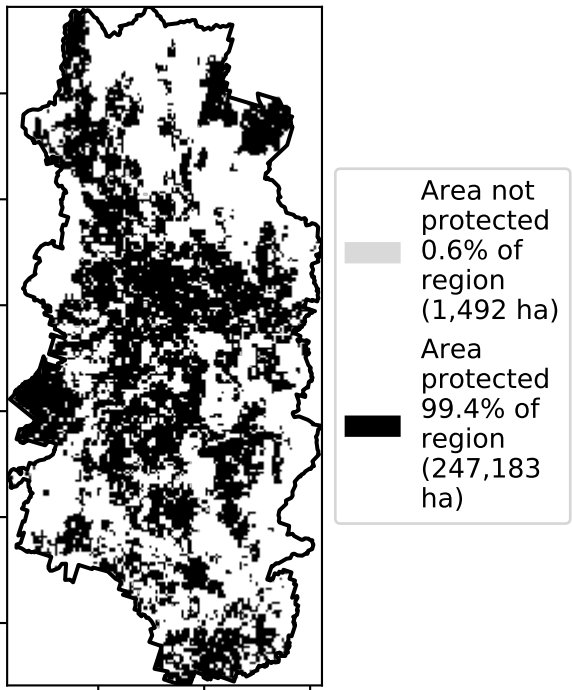 Area not
protected
0.6% of
region
(1,492 ha)
Area
protected
99.4% of
region
(247,183
ha)